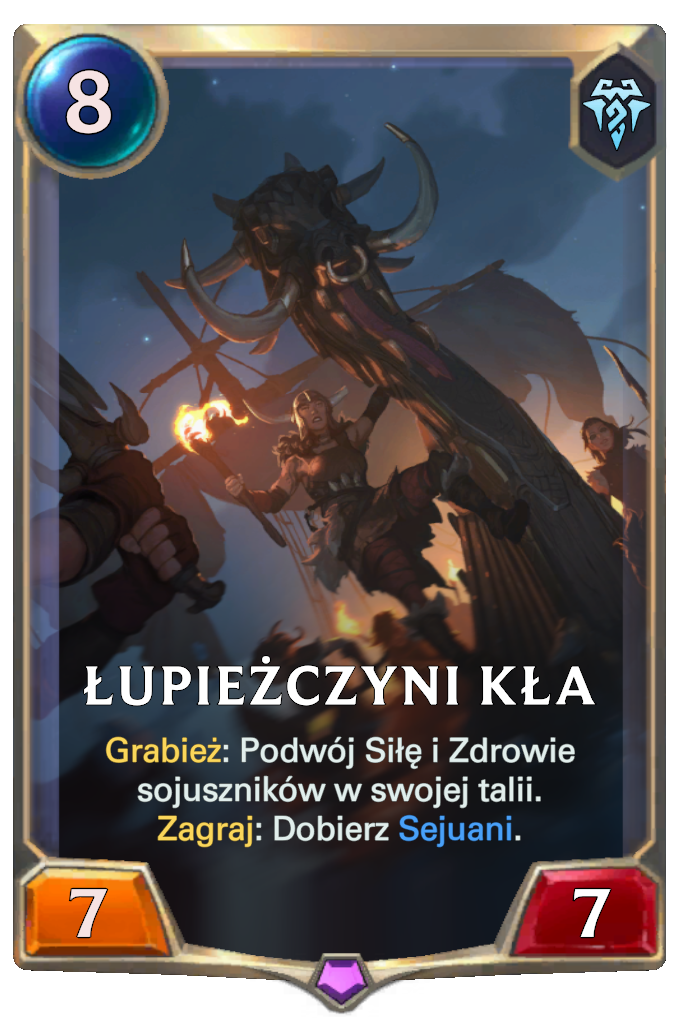 8
ŁUPIEŻCZYNI KŁA
Grabież: Podwój Siłę i Zdrowie
sojuszników w swojej talii.
Zagraj: Dobierz Sejuani.
7
7